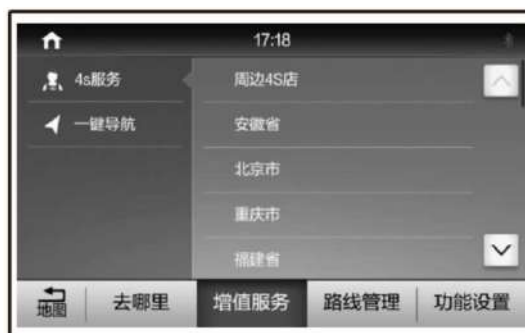 17:18
4s服务
一键导航
周边4S店
安徽省
北京市
重庆市
福建省
地图
去哪里
增值服务
路线管理
功能设置